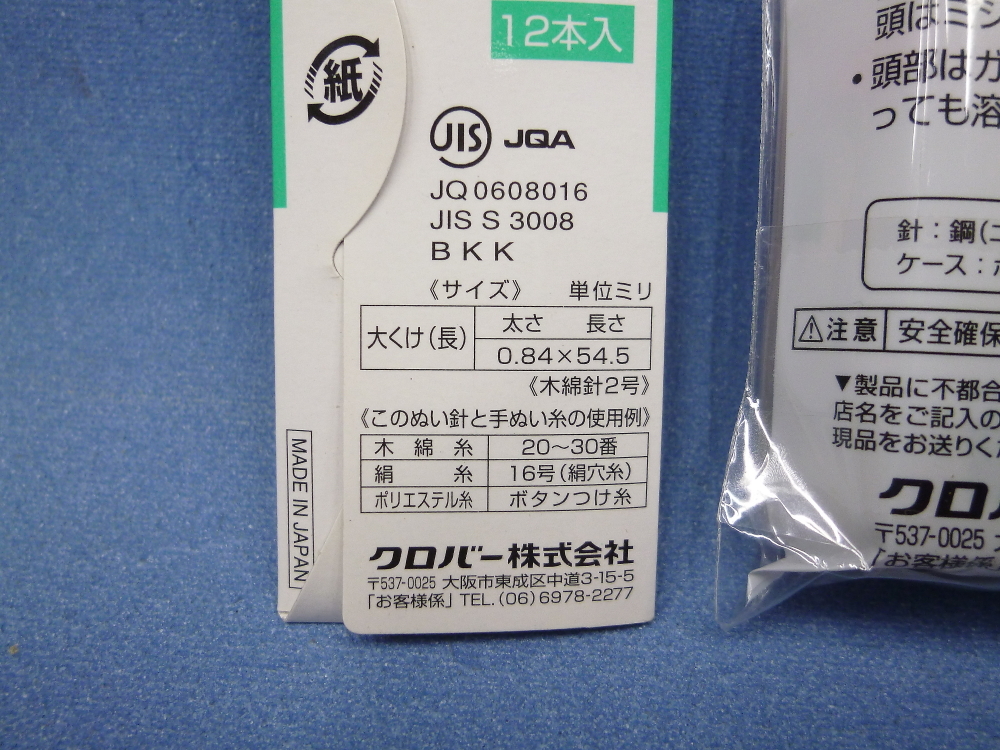 12本入
紙
JIS JQA
JQ0608016
JIS S 3008
BKK
《サイズ》 単位ミリ
大くけ(長) 太さ 長さ
0.84×54.5
《木綿針2号》
《このぬい針と手ぬい糸の使用例》
木綿糸 20～30番
絹糸 16号(絹穴糸)
ポリエステル糸 ボタンつけ糸
クロバー株式会社
〒537-0025 大阪市東成区中道3-15-5
「お客様係」TEL.(06)6978-2277
MADE IN JAPAN
頭はミシ
・頭部はガ
っても溶
針：鋼(ニ
ケース：ポ
⚠注意 安全確保
▼製品に不都合
店名をご記入の
現品をお送りくだ
クロバ
〒537-0025
「お客様係